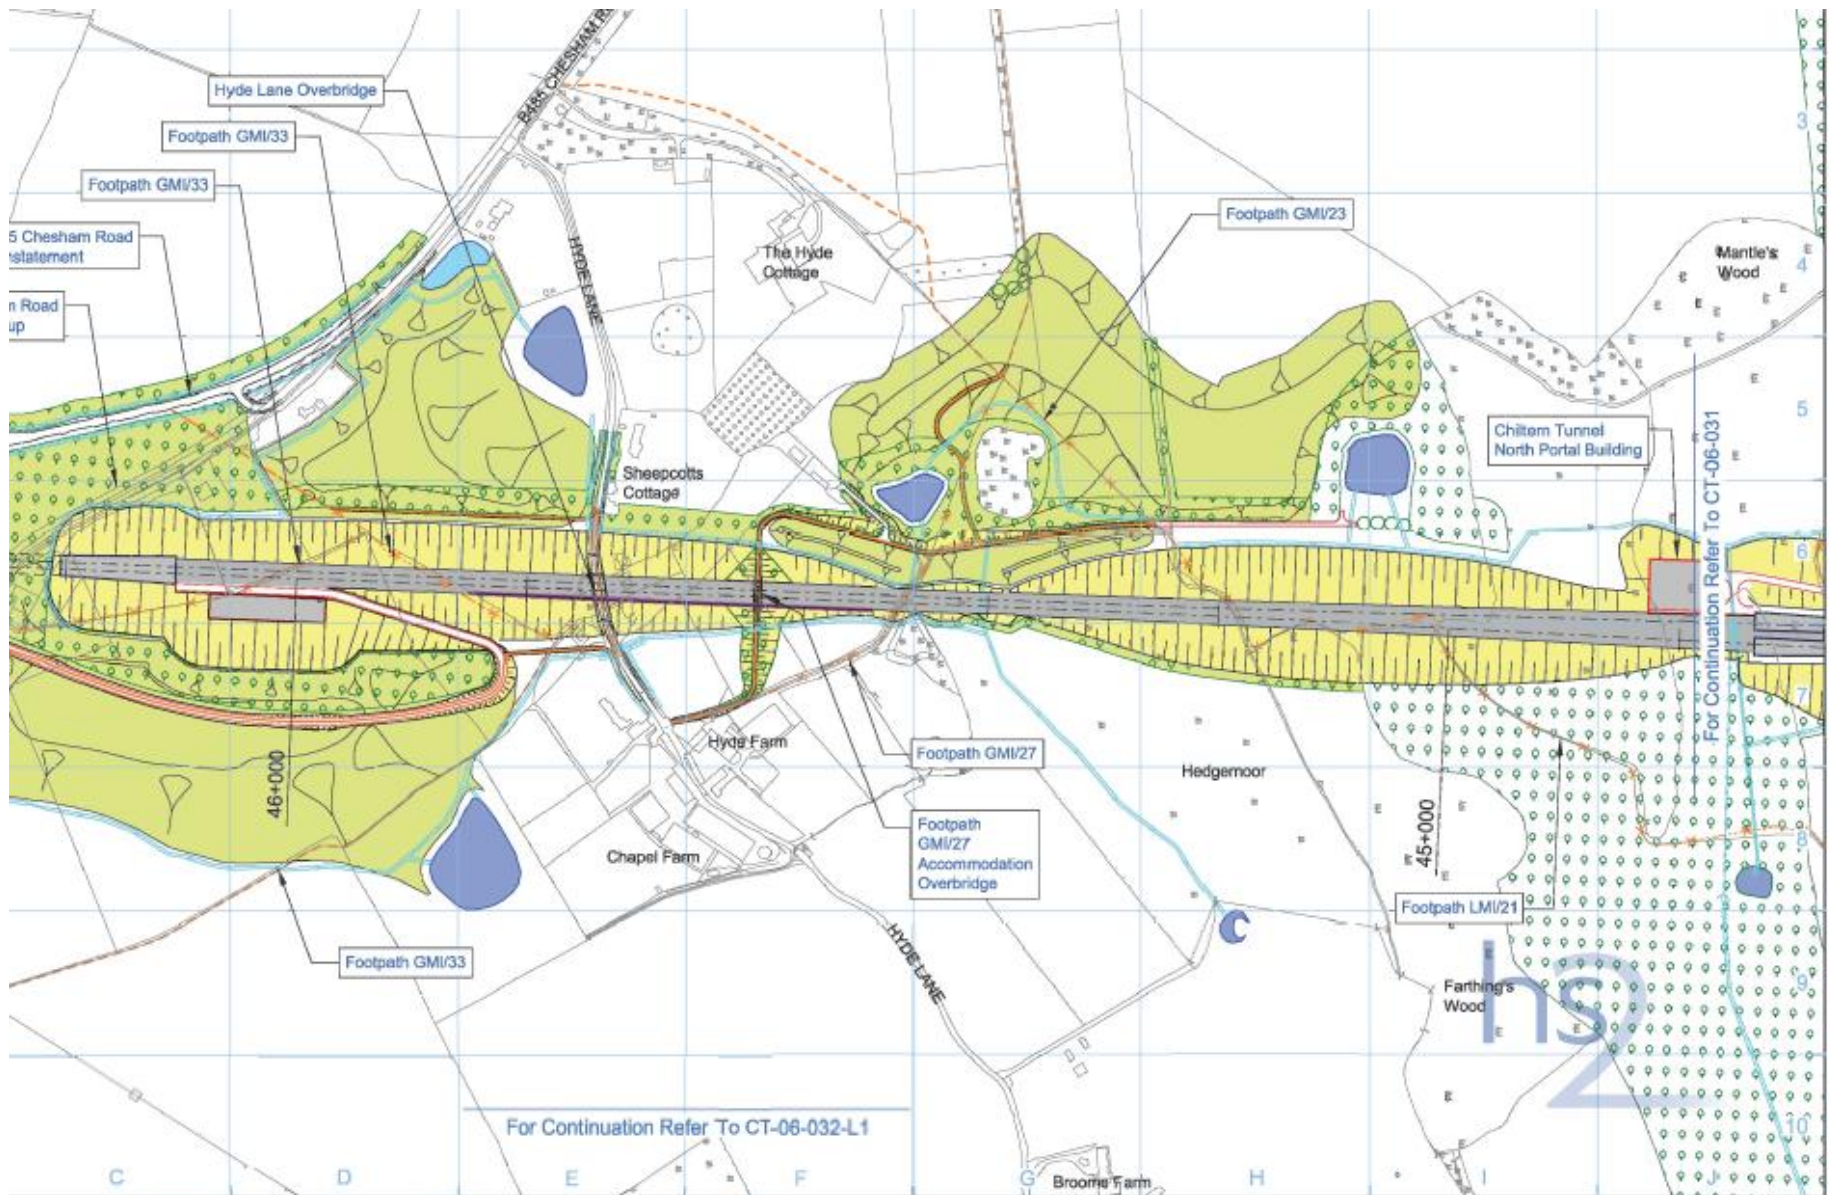 B485 CHESHAM R
Hyde Lane Overbridge
Footpath GMI/33
Footpath GMI/33
5 Chesham Road
nstatement
m Road
up
HYDE LANE
The Hyde
Cottage
Footpath GMI/23
Mantle's
Wood
3
4
5
Chiltern Tunnel
North Portal Building
For Continuation Refer To CT-06-031
Sheepcotts
Cottage
6
7
46+000
Hyde Farm
Footpath GMI/27
Hedgemoor
Footpath
GMI/27
Accommodation
Overbridge
45+000
8
Chapel Farm
Footpath LMI/21
HYDE LANE
Footpath GMI/33
Farthing's
Wood
9
hs2
For Continuation Refer To CT-06-032-L1
10
C
D
E
F
G
H
I
J
Broome Farm